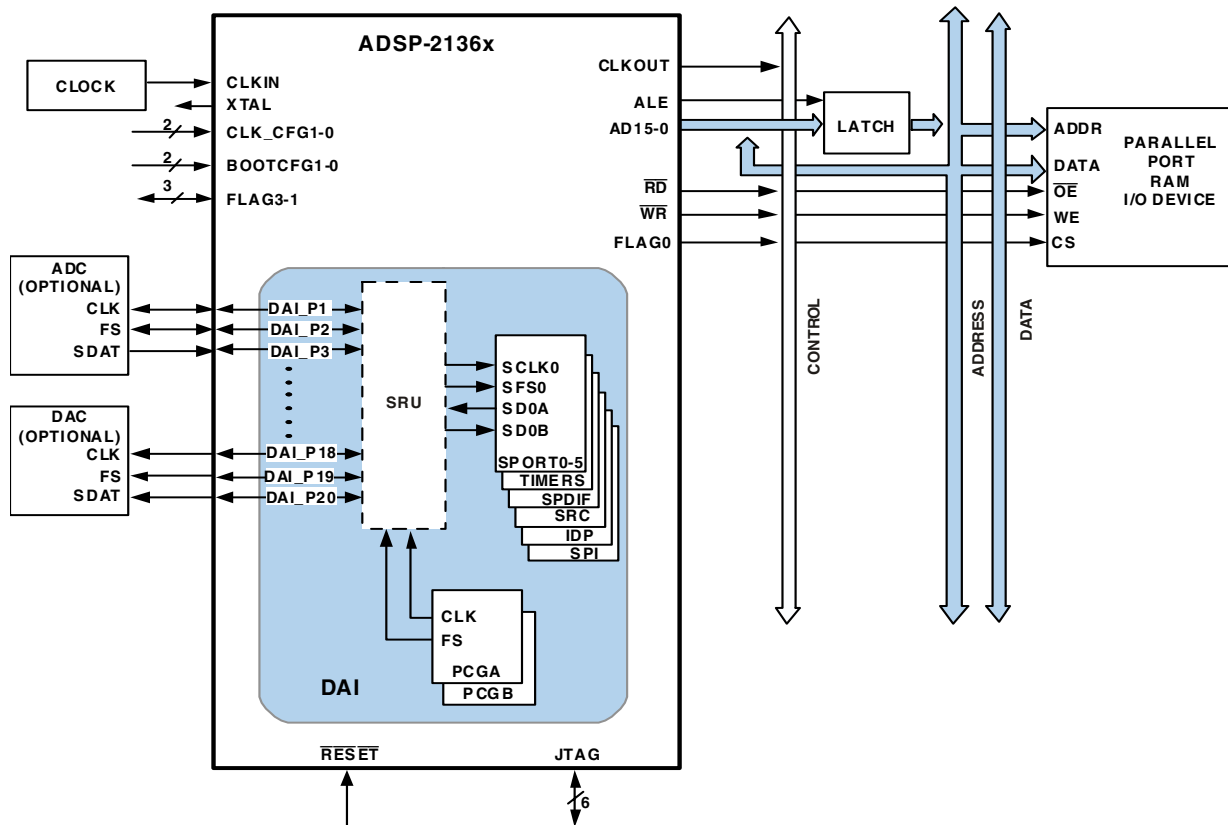 ADSP-2136x
CLOCK
CLKIN
XTAL
2
CLK_CFG1-0
2
BOOTCFG1-0
3
FLAG3-1
CLKOUT
ALE
AD15-0
LATCH
RD
WR
FLAG0
ADDR
DATA
OE
WE
CS
PARALLEL
PORT
RAM
I/O DEVICE
CONTROL
ADDRESS
DATA
ADC
(OPTIONAL)
CLK
FS
SDAT
DAI_P1
DAI_P2
DAI_P3
DAC
(OPTIONAL)
CLK
FS
SDAT
DAI_P18
DAI_P19
DAI_P20
SRU
SCLK0
SFS0
SD0A
SD0B
SPORT0-5
TIMERS
SPDIF
SRC
IDP
SPI
CLK
FS
PCGA
PCGB
DAI
RESET
JTAG
6